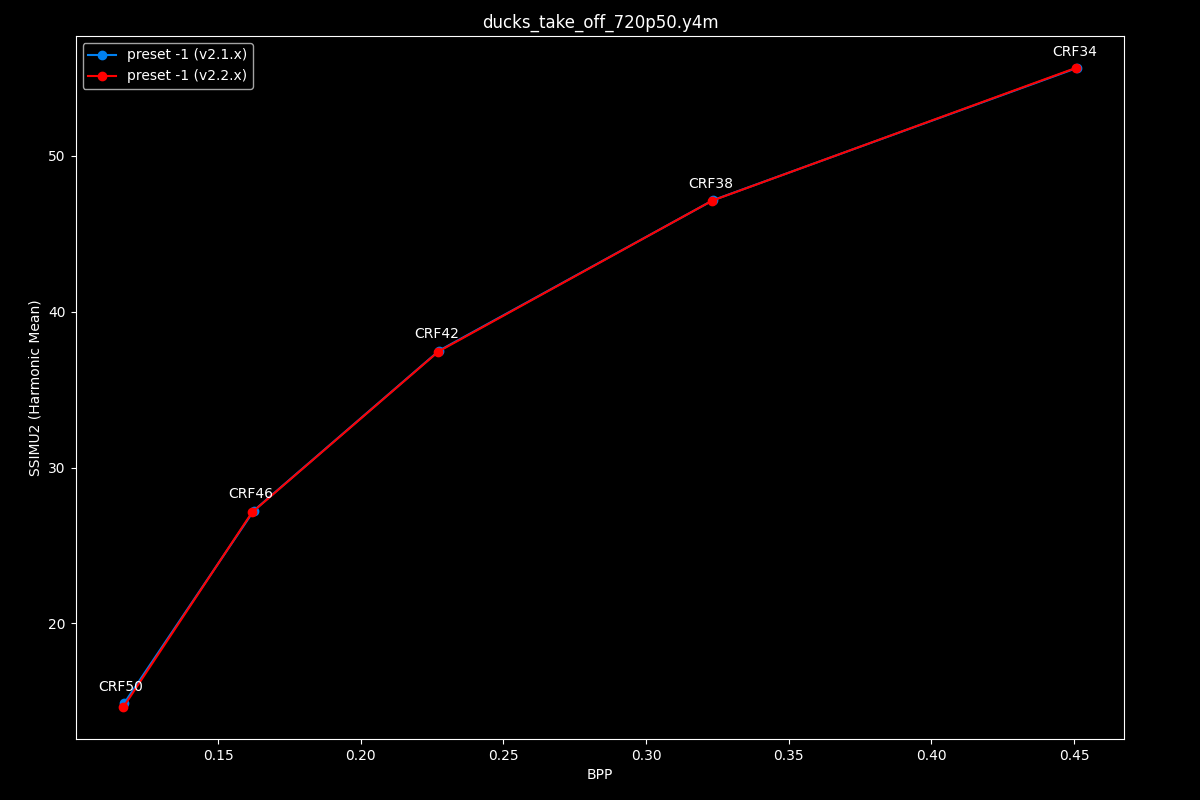 ducks_take_off_720p50.y4m
preset -1 (v2.1.x)
preset -1 (v2.2.x)
CRF34
CRF38
CRF42
CRF46
CRF50
SSIMU2 (Harmonic Mean)
50
40
30
20
0.15 0.20 0.25 0.30 0.35 0.40 0.45
BPP